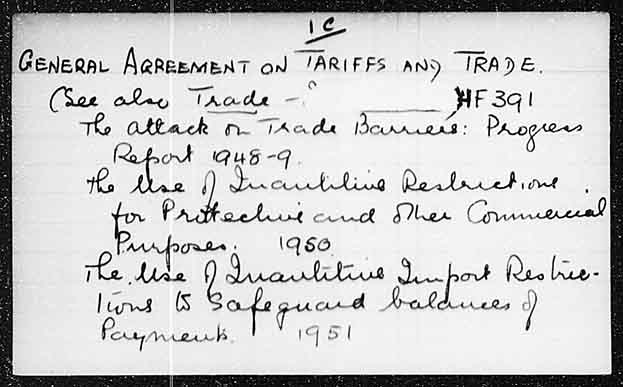 1C
GENERAL AGREEMENT ON TARIFFS AND TRADE.
(See also Trade - HF391
The Attack on Trade Barriers: Progress
Report 1948-9.
The Use of Quantitive Restrictions
for Protective and other Commercial
Purposes. 1950
The Use of Quantitive Import Restric-
tions to Safeguard balances of
Payments. 1951